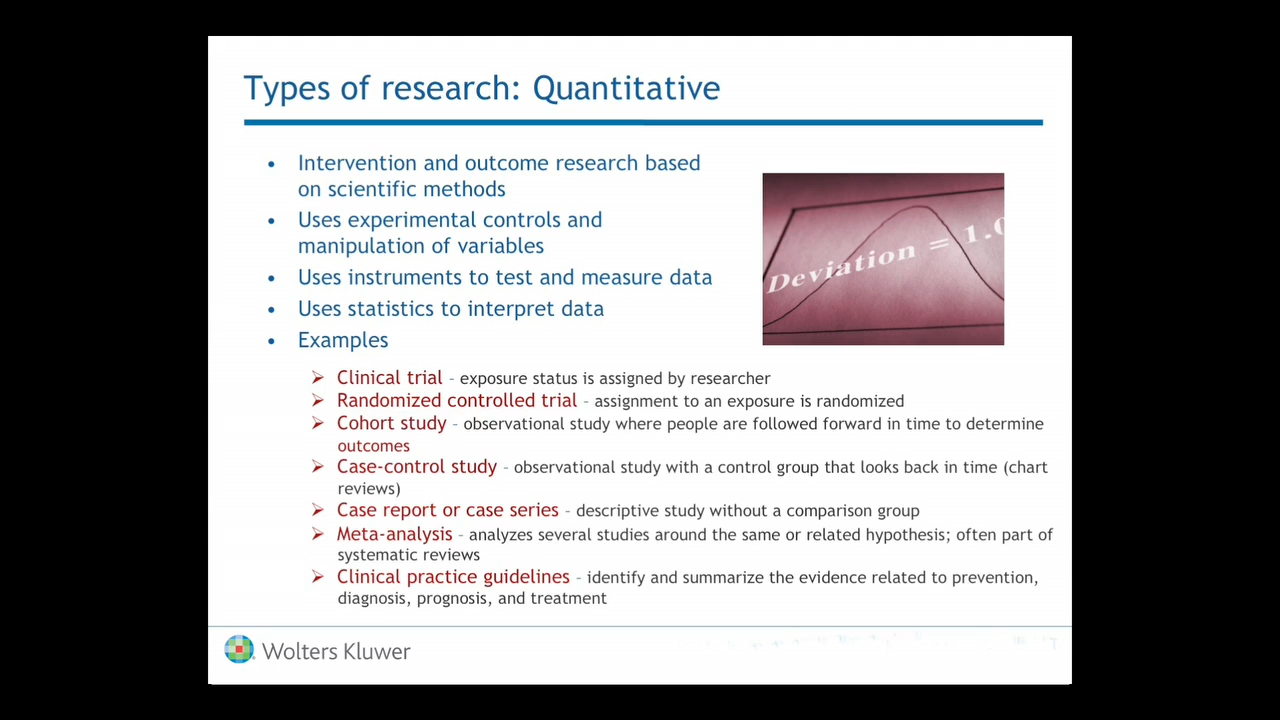 Types of research: Quantitative
• Intervention and outcome research based
on scientific methods
• Uses experimental controls and
manipulation of variables
• Uses instruments to test and measure data
• Uses statistics to interpret data
• Examples
Deviation = 1.0
➢ Clinical trial – exposure status is assigned by researcher
➢ Randomized controlled trial – assignment to an exposure is randomized
➢ Cohort study – observational study where people are followed forward in time to determine
outcomes
➢ Case-control study – observational study with a control group that looks back in time (chart
reviews)
➢ Case report or case series – descriptive study without a comparison group
➢ Meta-analysis – analyzes several studies around the same or related hypothesis; often part of
systematic reviews
➢ Clinical practice guidelines – identify and summarize the evidence related to prevention,
diagnosis, prognosis, and treatment
Wolters Kluwer